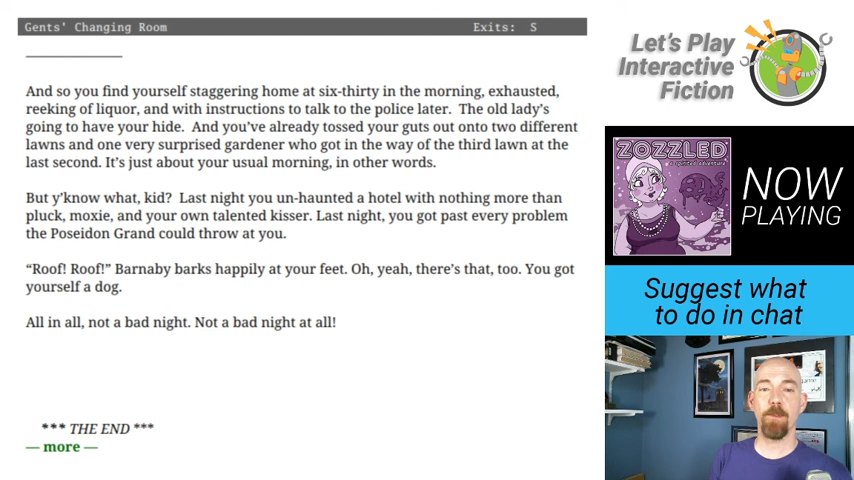 Gents' Changing Room Exits: S
And so you find yourself staggering home at six-thirty in the morning, exhausted,
reeking of liquor, and with instructions to talk to the police later. The old lady's
going to have your hide. And you've already tossed your guts out onto two different
lawns and one very surprised gardener who got in the way of the third lawn at the
last second. It's just about your usual morning, in other words.
But y'know what, kid? Last night you un-haunted a hotel with nothing more than
pluck, moxie, and your own talented kisser. Last night, you got past every problem
the Poseidon Grand could throw at you.
“Roof! Roof!” Barnaby barks happily at your feet. Oh, yeah, there's that, too. You got
yourself a dog.
All in all, not a bad night. Not a bad night at all!
*** THE END ***
— more —
Let's Play
Interactive
Fiction
ZOZZLED
a spirited adventure
NOW
PLAYING
Suggest what
to do in chat